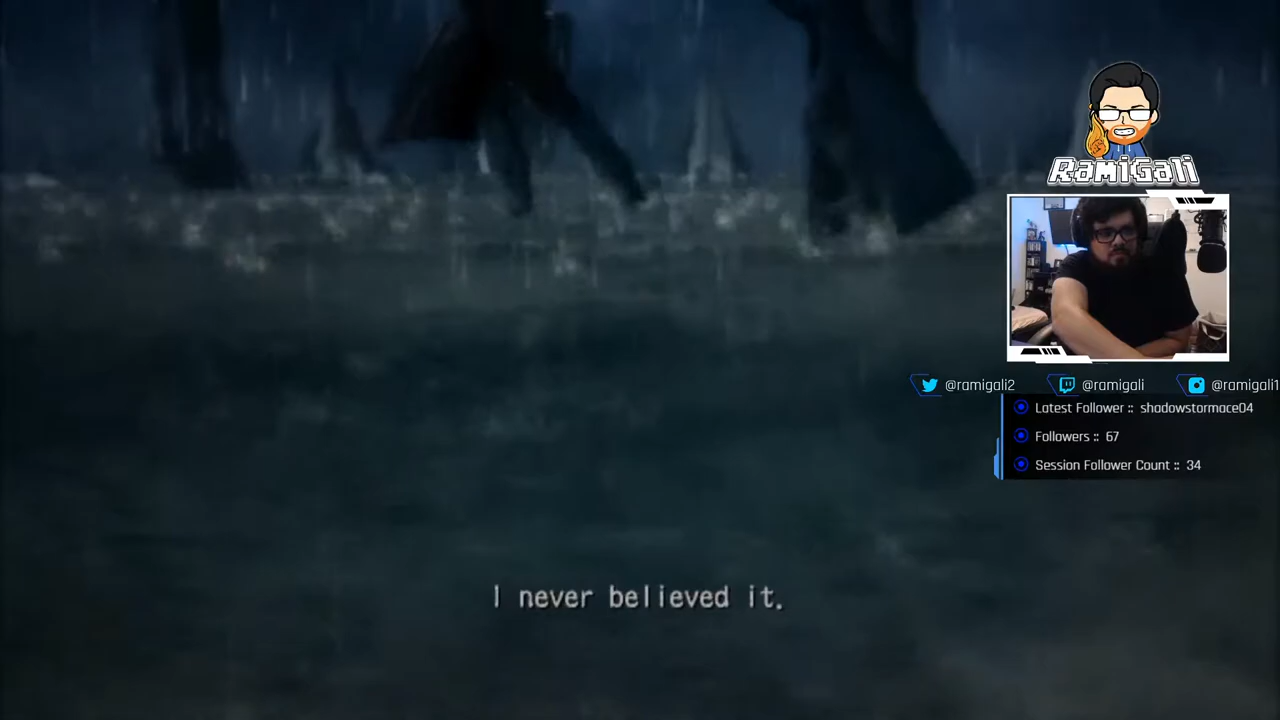 RamiGali
@ramigali2 @ramigali @ramigali1
Latest Follower :: shadowstormace04
Followers :: 67
Session Follower Count :: 34
I never believed it.